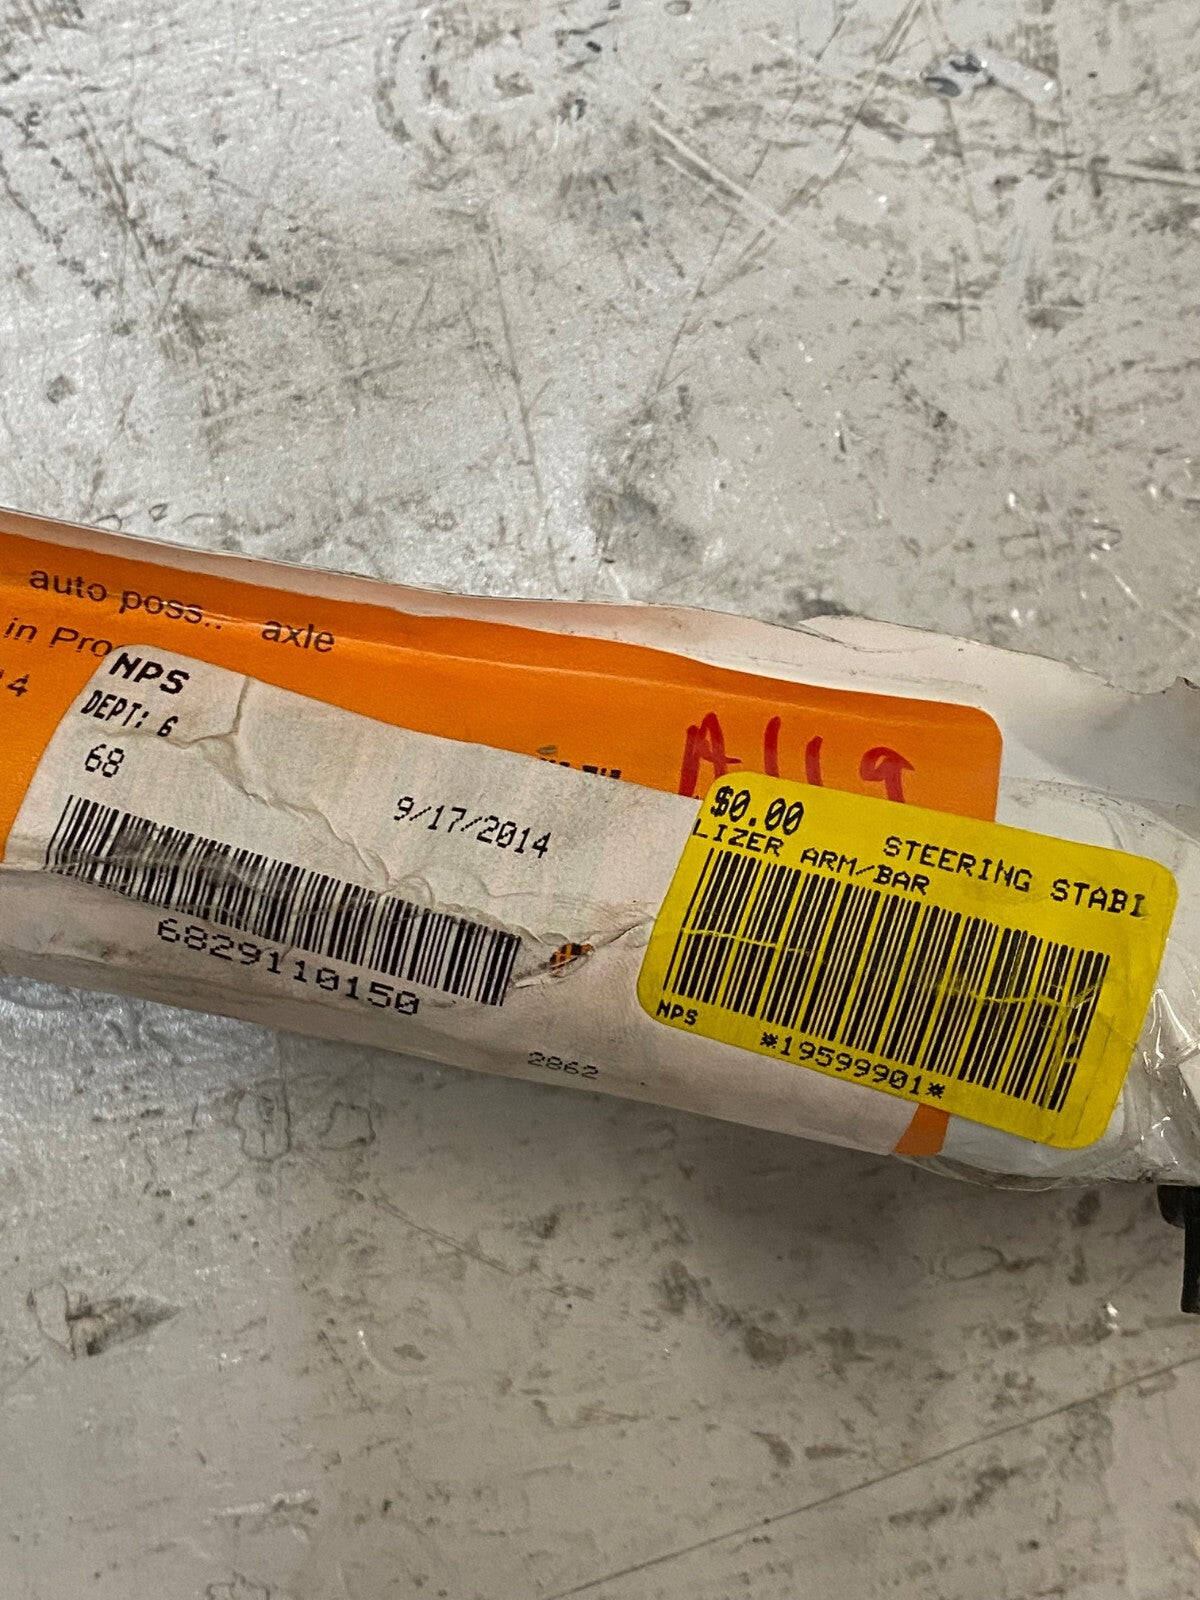 auto poss.. axle
in Pro
14
A119
NPS
DEPT: 6
68
9/17/2014
6829110150
2862
$0.00
STEERING STABI
LIZER ARM/BAR
NPS
*19599901*